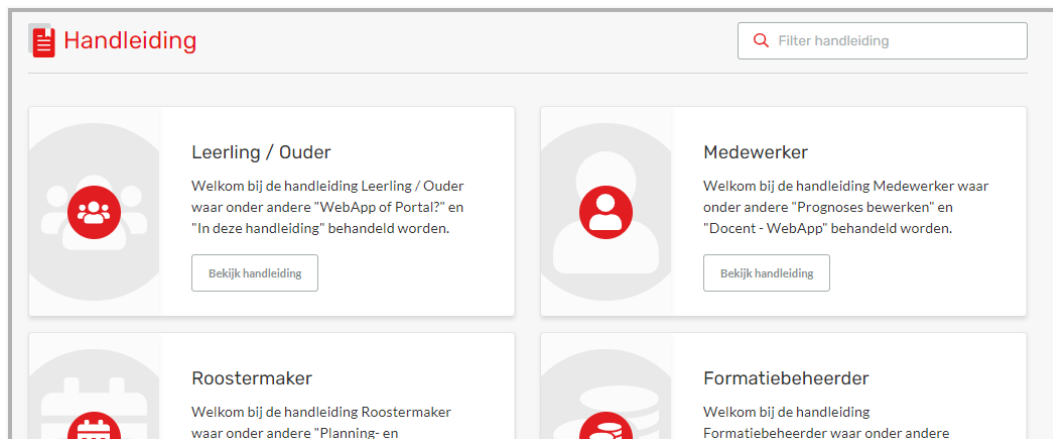 Handleiding
Filter handleiding
Leerling / Ouder
Welkom bij de handleiding Leerling / Ouder
waar onder andere "WebApp of Portal?" en
"In deze handleiding" behandeld worden.
Bekijk handleiding
Medewerker
Welkom bij de handleiding Medewerker waar
onder andere "Prognoses bewerken" en
"Docent - WebApp" behandeld worden.
Bekijk handleiding
Roostermaker
Welkom bij de handleiding Roostermaker
waar onder andere "Planning- en
Formatiebeheerder
Welkom bij de handleiding
Formatiebeheerder waar onder andere